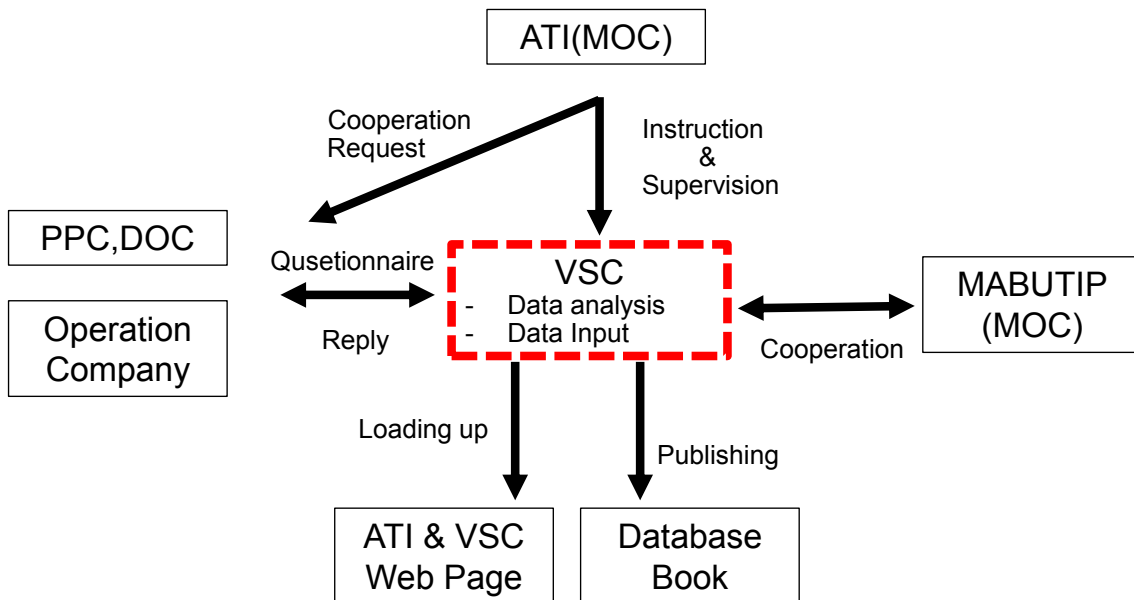 ATI(MOC)
Cooperation
Request
Instruction
&
Supervision
PPC,DOC
Qusetionnaire
Reply
Operation
Company
VSC
- Data analysis
- Data Input
MABUTIP
(MOC)
Cooperation
Loading up
Publishing
ATI & VSC
Web Page
Database
Book